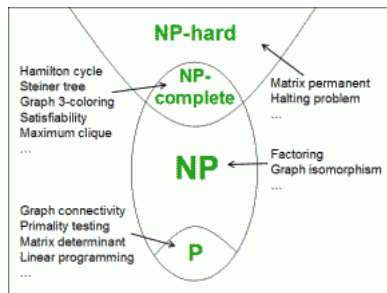 NP-hard
Hamilton cycle
Steiner tree
Graph 3-coloring
Satisfiability
Maximum clique
...
NP-
complete
Matrix permanent
Halting problem
...
NP
Factoring
Graph isomorphism
...
Graph connectivity
Primality testing
Matrix determinant
Linear programming
...
P